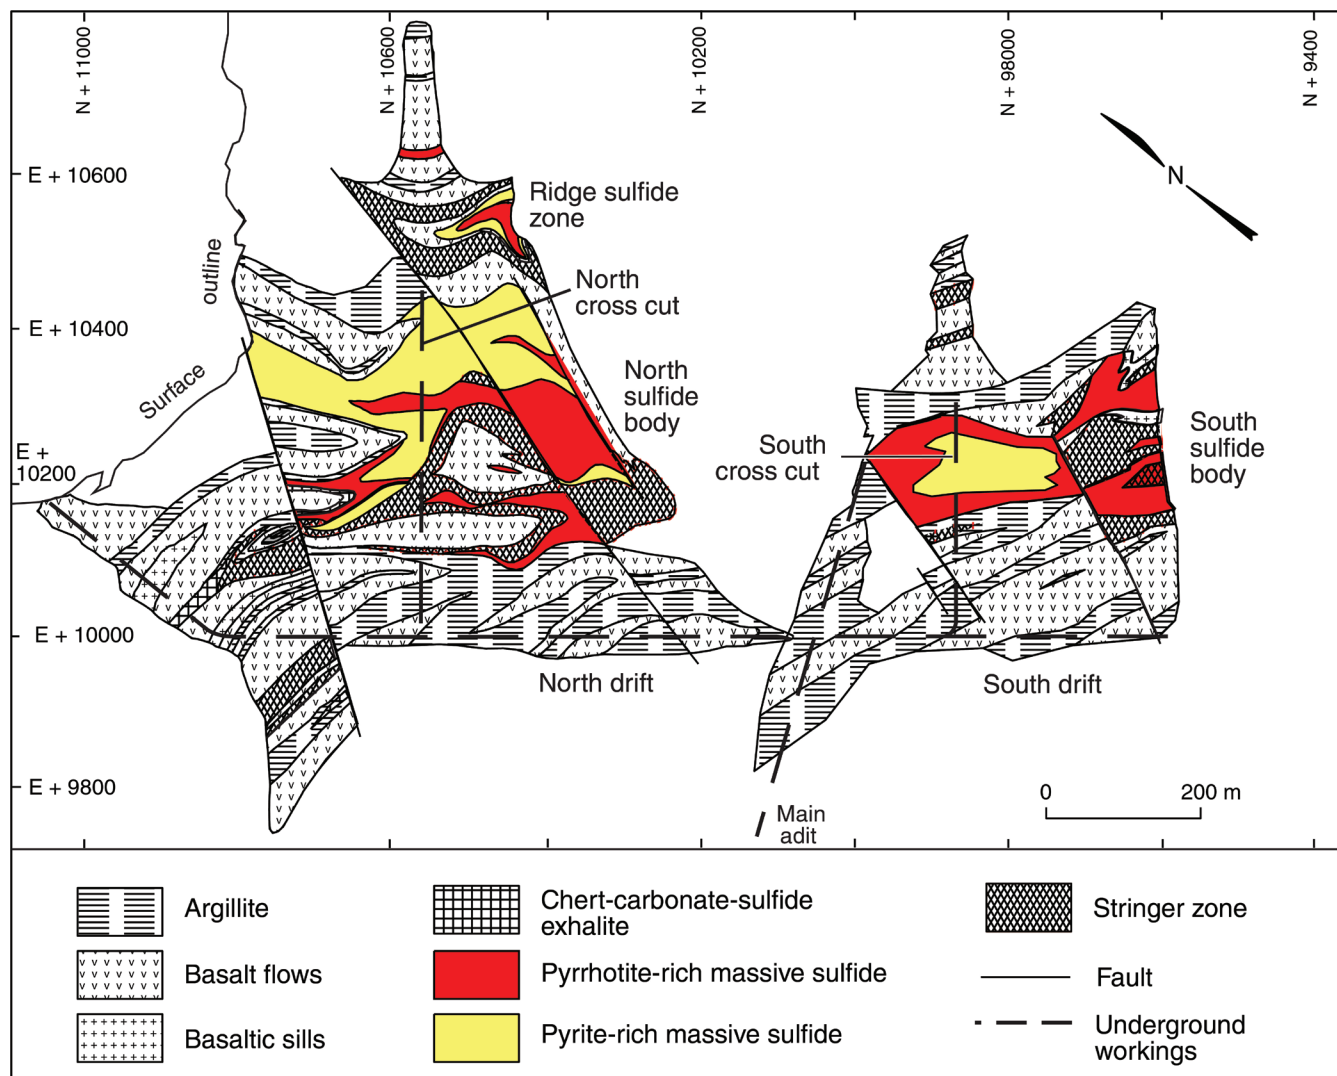 N + 11000
N + 10600
N + 10200
N + 98000
N + 9400
E + 10600
Ridge sulfide
zone
N
outline
North
cross cut
E + 10400
Surface
North
sulfide
body
South
cross cut
South
sulfide
body
E +
10200
E + 10000
North drift
South drift
E + 9800
0 200 m
Main
adit
Argillite
Chert-carbonate-sulfide
exhalite
Stringer zone
Basalt flows
Pyrrhotite-rich massive sulfide
Fault
Basaltic sills
Pyrite-rich massive sulfide
Underground
workings